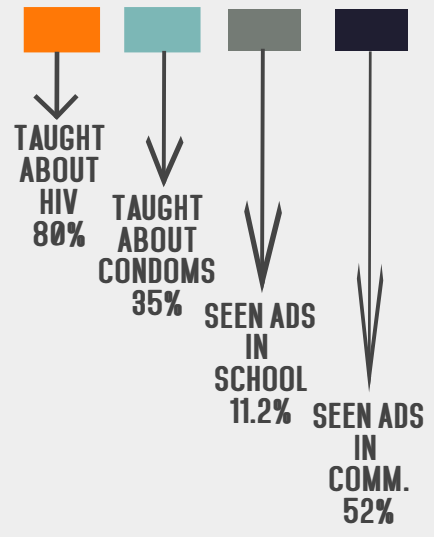 TAUGHT
ABOUT
HIV
80%
TAUGHT
ABOUT
CONDOMS
35%
SEEN ADS
IN
SCHOOL
11.2%
SEEN ADS
IN
COMM.
52%